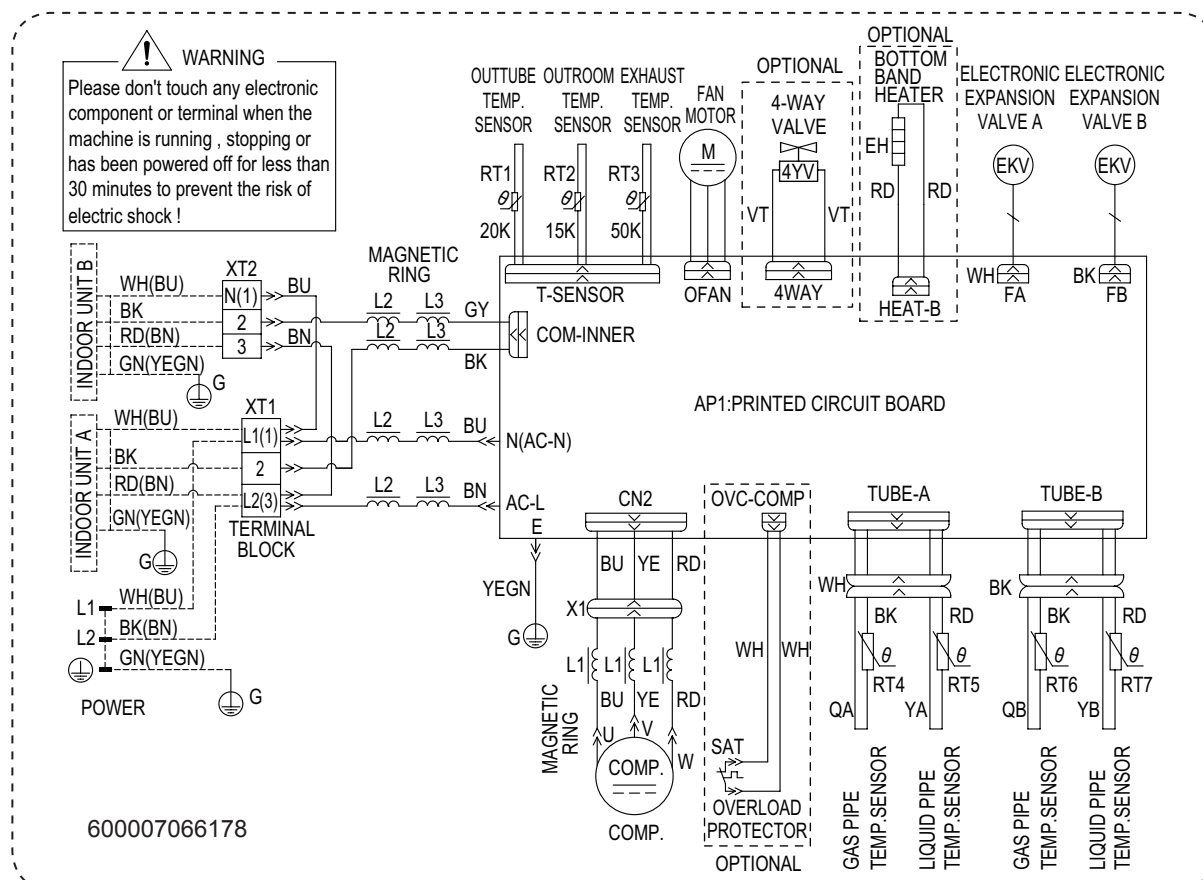 WARNING
Please don't touch any electronic
component or terminal when the
machine is running , stopping or
has been powered off for less than
30 minutes to prevent the risk of
electric shock !
OUTTUBE
TEMP.
SENSOR
OUTROOM
TEMP.
SENSOR
EXHAUST
TEMP.
SENSOR
FAN
MOTOR
OPTIONAL
4-WAY
VALVE
OPTIONAL
BOTTOM
BAND
HEATER
ELECTRONIC
EXPANSION
VALVE A
ELECTRONIC
EXPANSION
VALVE B
RT1
θ
20K
RT2
θ
15K
RT3
θ
50K
M
4YV
VT
VT
EH
RD
RD
EKV
EKV
WH
BK
T-SENSOR
OFAN
4WAY
HEAT-B
FA
FB
INDOOR UNIT B
WH(BU)
BK
RD(BN)
GN(YEGN)
G
XT2
N(1)
2
3
BU
BN
MAGNETIC
RING
L2
L3
GY
L2
L3
BK
COM-INNER
INDOOR UNIT A
WH(BU)
BK
RD(BN)
GN(YEGN)
G
XT1
L1(1)
2
L2(3)
TERMINAL
BLOCK
L2
L3
BU
N(AC-N)
L2
L3
BN
AC-L
E
YEGN
G
AP1:PRINTED CIRCUIT BOARD
L1
WH(BU)
L2
BK(BN)
GN(YEGN)
G
POWER
CN2
BU
YE
RD
X1
L1
L1
L1
BU
YE
RD
MAGNETIC
RING
U
V
W
COMP.
COMP.
OVC-COMP
WH
WH
SAT
OVERLOAD
PROTECTOR
OPTIONAL
TUBE-A
WH
BK
RD
θ
RT4
θ
RT5
QA
YA
GAS PIPE
TEMP.SENSOR
LIQUID PIPE
TEMP.SENSOR
TUBE-B
BK
BK
RD
θ
RT6
θ
RT7
QB
YB
GAS PIPE
TEMP.SENSOR
LIQUID PIPE
TEMP.SENSOR
600007066178